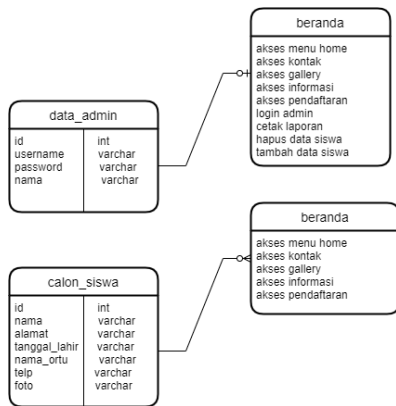 beranda
akses menu home
akses kontak
akses gallery
akses informasi
akses pendaftaran
login admin
cetak laporan
hapus data siswa
tambah data siswa
data_admin
id int
username varchar
password varchar
nama varchar
beranda
akses menu home
akses kontak
akses gallery
akses informasi
akses pendaftaran
calon_siswa
id int
nama varchar
alamat varchar
tanggal_lahir varchar
nama_ortu varchar
telp varchar
foto varchar